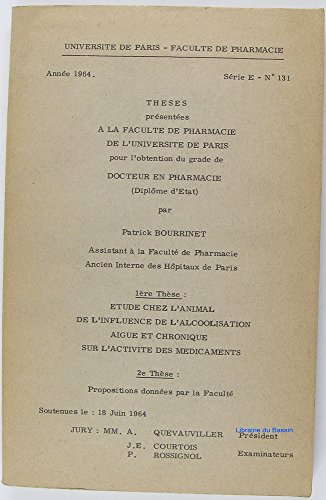 UNIVERSITE DE PARIS - FACULTE DE PHARMACIE
Année 1964. Série E - N° 131
THESES
présentées
A LA FACULTE DE PHARMACIE
DE L'UNIVERSITE DE PARIS
pour l'obtention du grade de
DOCTEUR EN PHARMACIE
(Diplôme d'Etat)
par
Patrick BOURRINET
Assistant à la Faculté de Pharmacie
Ancien Interne des Hôpitaux de Paris
1ère Thèse :
ETUDE CHEZ L'ANIMAL
DE L'INFLUENCE DE L'ALCOOLISATION
AIGUE ET CHRONIQUE
SUR L'ACTIVITE DES MEDICAMENTS
2e Thèse :
Propositions données par la Faculté
Soutenues le : 18 Juin 1964
Librairie du Bassin
JURY : MM. A. QUEVAUVILLER Président
J.E. COURTOIS
P. ROSSIGNOL Examinateurs